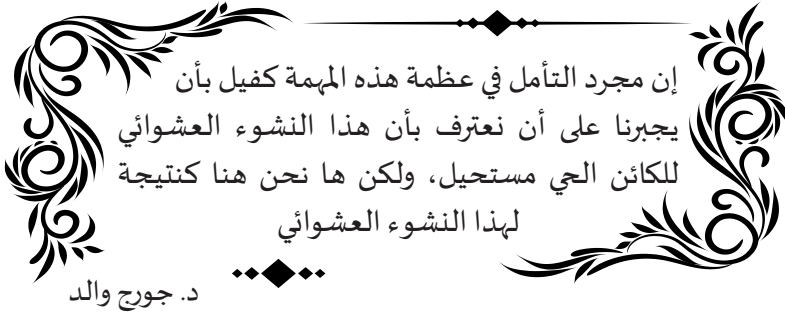 إن مجرد التأمل في عظمة هذه المهمة كفيل بأن
يجبرنا على أن نعترف بأن هذا النشوء العشوائي
للكائن الحي مستحيل، ولكن ها نحن هنا كنتيجة
لهذا النشوء العشوائي
د. جورج والد